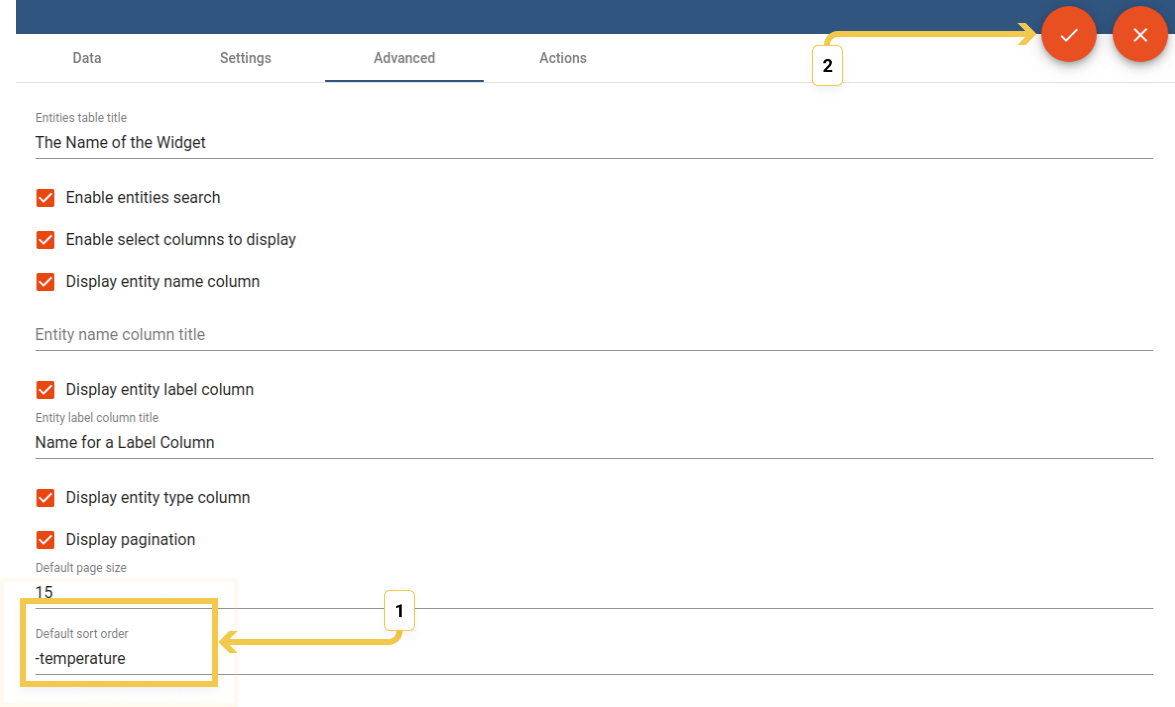 Data Settings Advanced Actions
2
Entities table title
The Name of the Widget
Enable entities search
Enable select columns to display
Display entity name column
Entity name column title
Display entity label column
Entity label column title
Name for a Label Column
Display entity type column
Display pagination
Default page size
15
1
Default sort order
-temperature